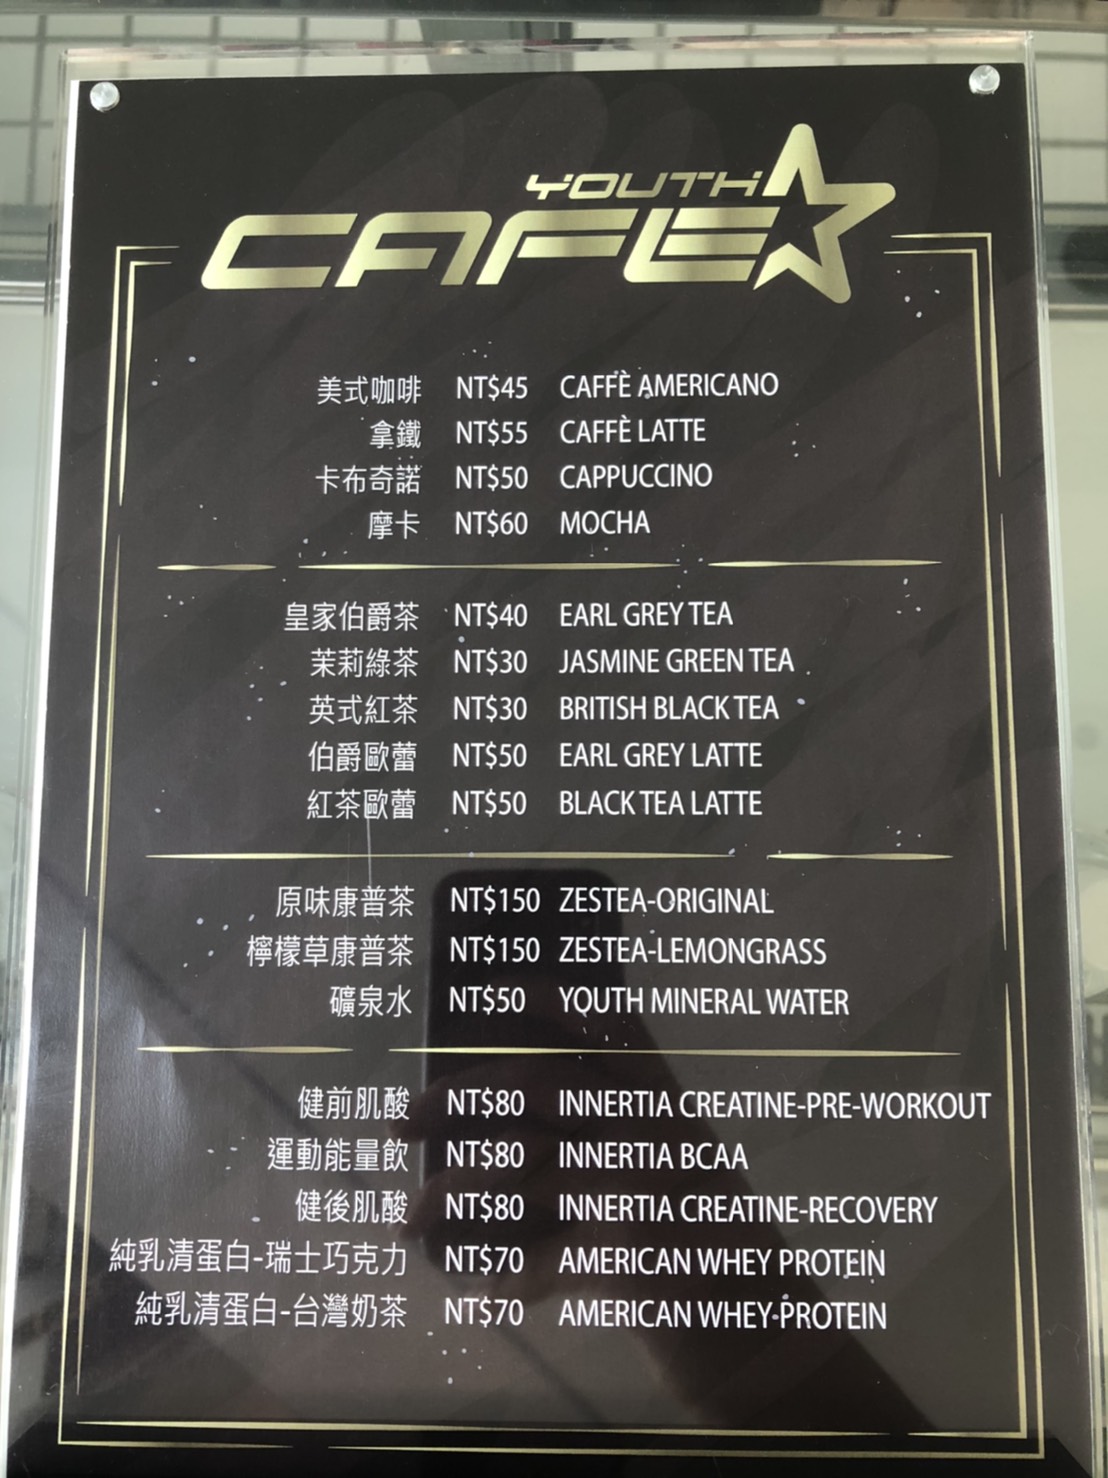 YOUTH
CAFE
美式咖啡 NT$45 CAFFÈ AMERICANO
拿鐵 NT$55 CAFFÈ LATTE
卡布奇諾 NT$50 CAPPUCCINO
摩卡 NT$60 MOCHA
皇家伯爵茶 NT$40 EARL GREY TEA
茉莉綠茶 NT$30 JASMINE GREEN TEA
英式紅茶 NT$30 BRITISH BLACK TEA
伯爵歐蕾 NT$50 EARL GREY LATTE
紅茶歐蕾 NT$50 BLACK TEA LATTE
原味康普茶 NT$150 ZESTEA-ORIGINAL
檸檬草康普茶 NT$150 ZESTEA-LEMONGRASS
礦泉水 NT$50 YOUTH MINERAL WATER
健前肌酸 NT$80 INNERTIA CREATINE-PRE-WORKOUT
運動能量飲 NT$80 INNERTIA BCAA
健後肌酸 NT$80 INNERTIA CREATINE-RECOVERY
純乳清蛋白-瑞士巧克力 NT$70 AMERICAN WHEY PROTEIN
純乳清蛋白-台灣奶茶 NT$70 AMERICAN WHEY PROTEIN